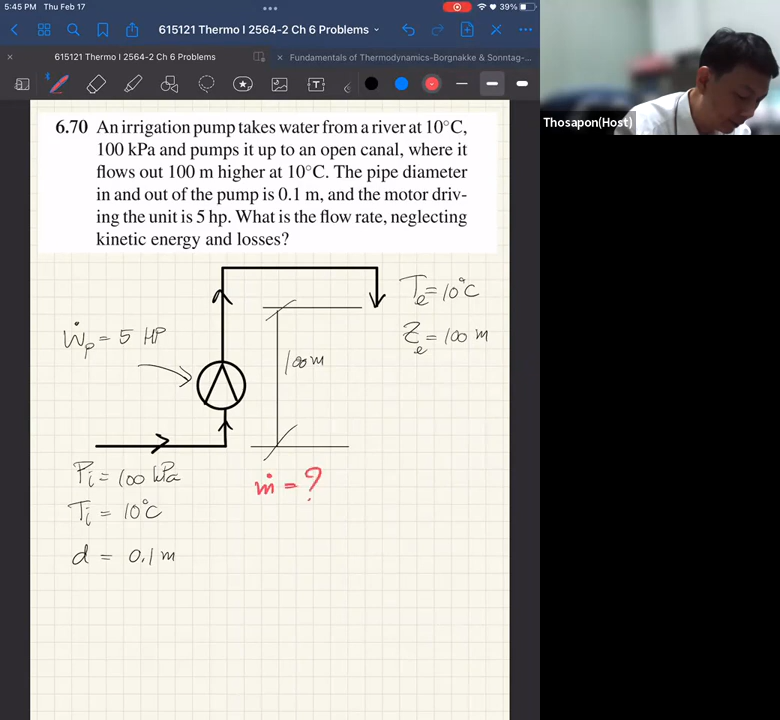 5:45 PM Thu Feb 17
39%
615121 Thermo I 2564-2 Ch 6 Problems
615121 Thermo I 2564-2 Ch 6 Problems
Fundamentals of Thermodynamics-Borgnakke & Sonntag-...
Thosapon(Host)
6.70 An irrigation pump takes water from a river at 10°C,
100 kPa and pumps it up to an open canal, where it
flows out 100 m higher at 10°C. The pipe diameter
in and out of the pump is 0.1 m, and the motor driv-
ing the unit is 5 hp. What is the flow rate, neglecting
kinetic energy and losses?
Te = 10°C
Ze = 100 m
Ẇp = 5 HP
100m
Pi = 100 kPa
Ti = 10°C
d = 0.1 m
ṁ = ?